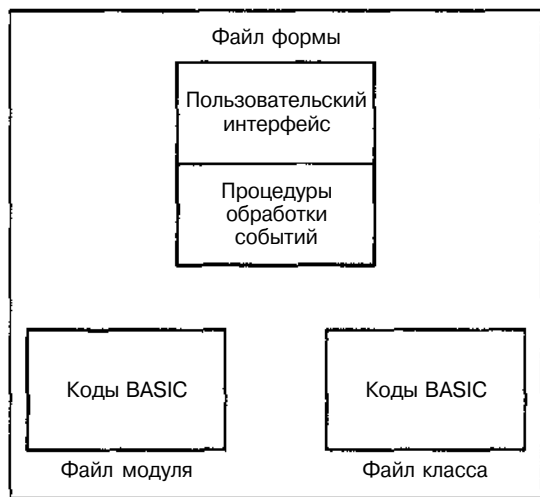 Файл формы
Пользовательский
интерфейс
Процедуры
обработки
событий
Коды BASIC
Коды BASIC
Файл модуля
Файл класса